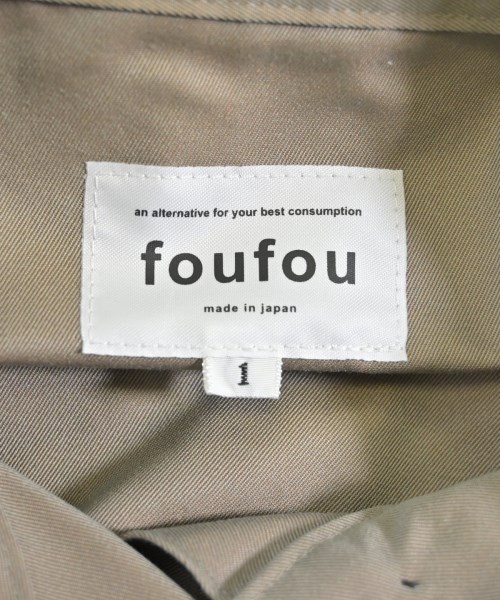 an alternative for your best consumption
foufou
made in japan
1